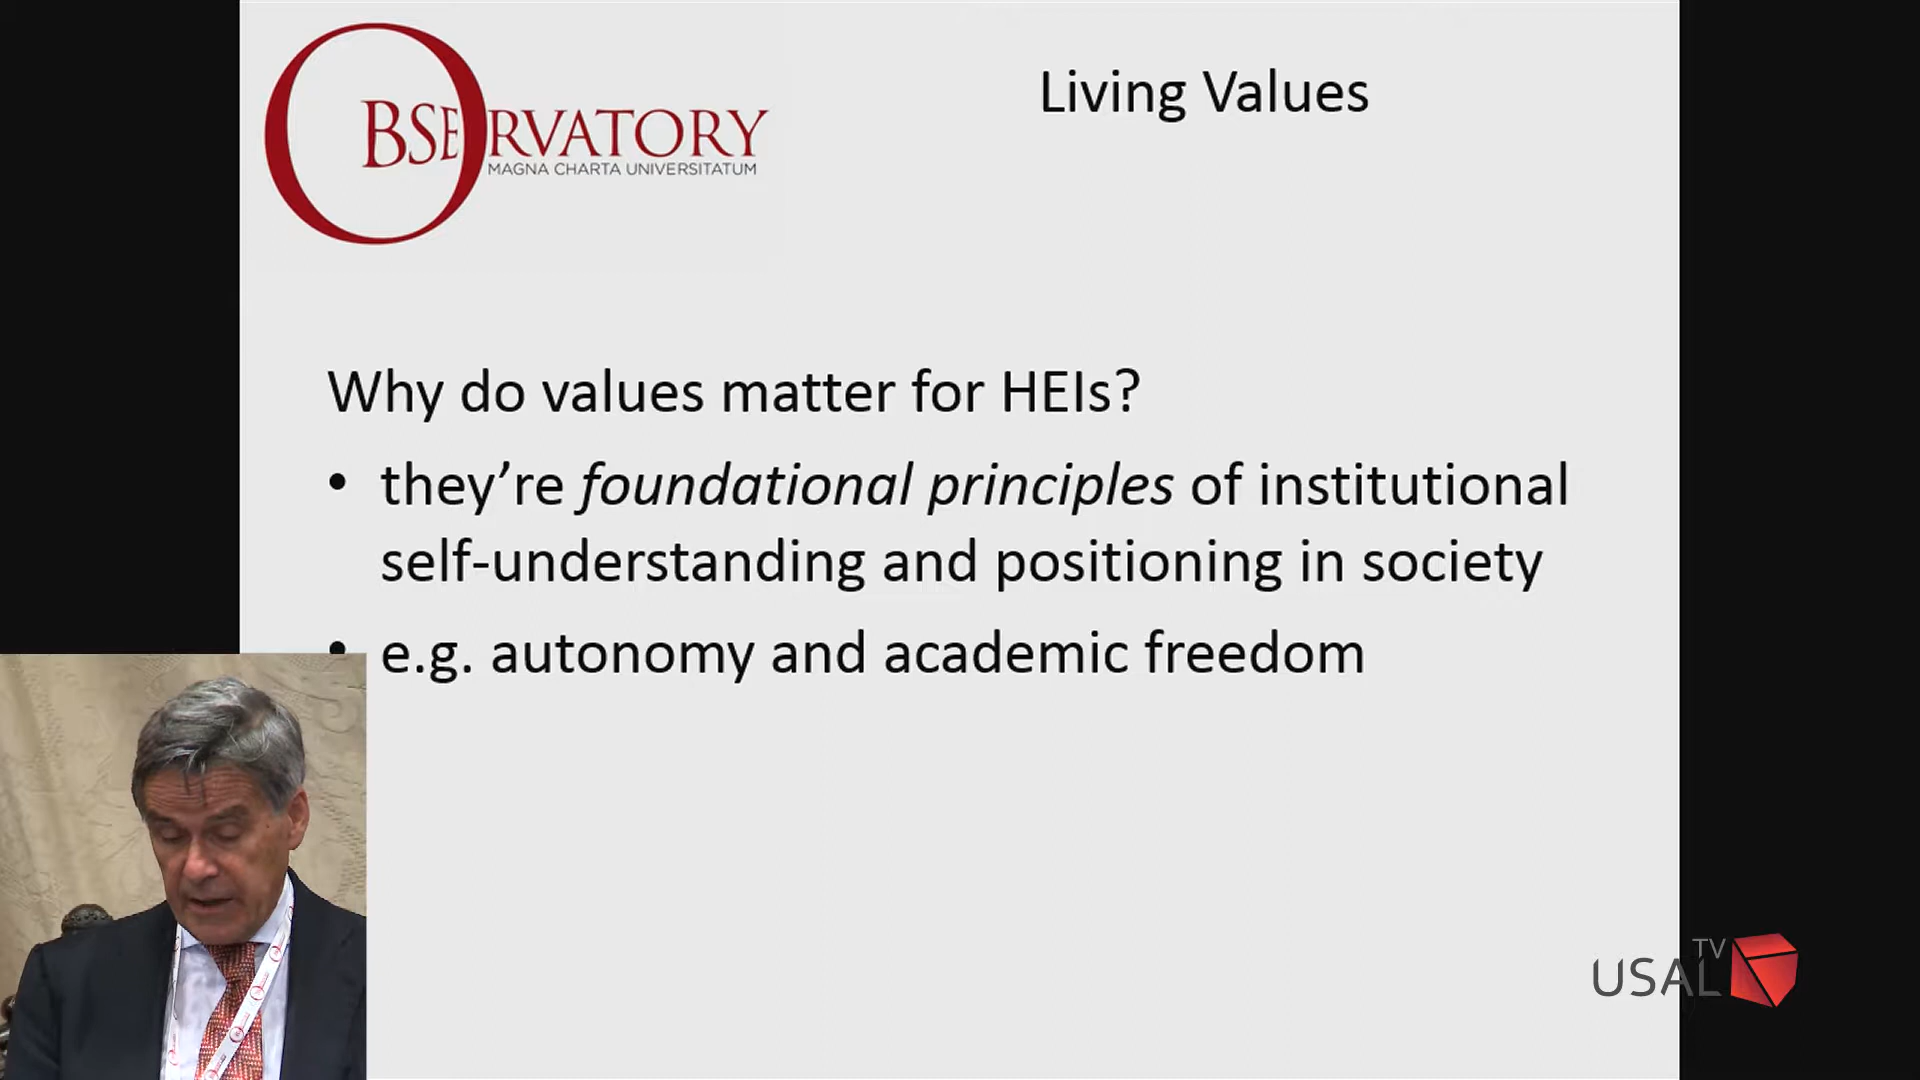 OBSERVATORY
MAGNA CHARTA UNIVERSITATUM
Living Values
Why do values matter for HEIs?
• they’re foundational principles of institutional
self-understanding and positioning in society
• e.g. autonomy and academic freedom
USAL TV